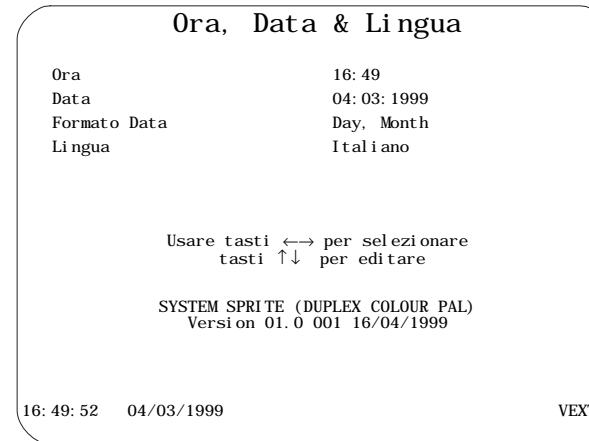 Ora, Data & Lingua
Ora 16:49
Data 04:03:1999
Formato Data Day, Month
Lingua Italiano
Usare tasti ←→ per selezionare
tasti ↑↓ per editare
SYSTEM SPRITE (DUPLEX COLOUR PAL)
Version 01.0 001 16/04/1999
16:49:52 04/03/1999 VEXT